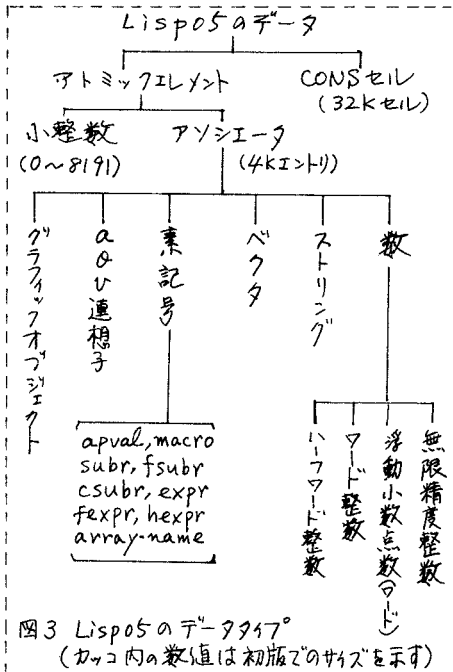 Lisp05のデータ
アトミックエレメント
CONSセル
(32Kセル)
小整数
(0～8191)
アソシエータ
(4Kエントリ)
グラフィックオブジェクト
aのひ連想子
素記号
ベクタ
ストリング
数
apval, macro
subr, fsubr
csubr, expr
fexpr, hexpr
array-name
ハーフワード整数
ワード整数
浮動小数点数(ワード)
無限精度整数
図3 Lisp05のデータタイプ
(カッコ内の数値は初版でのサイズを示す)